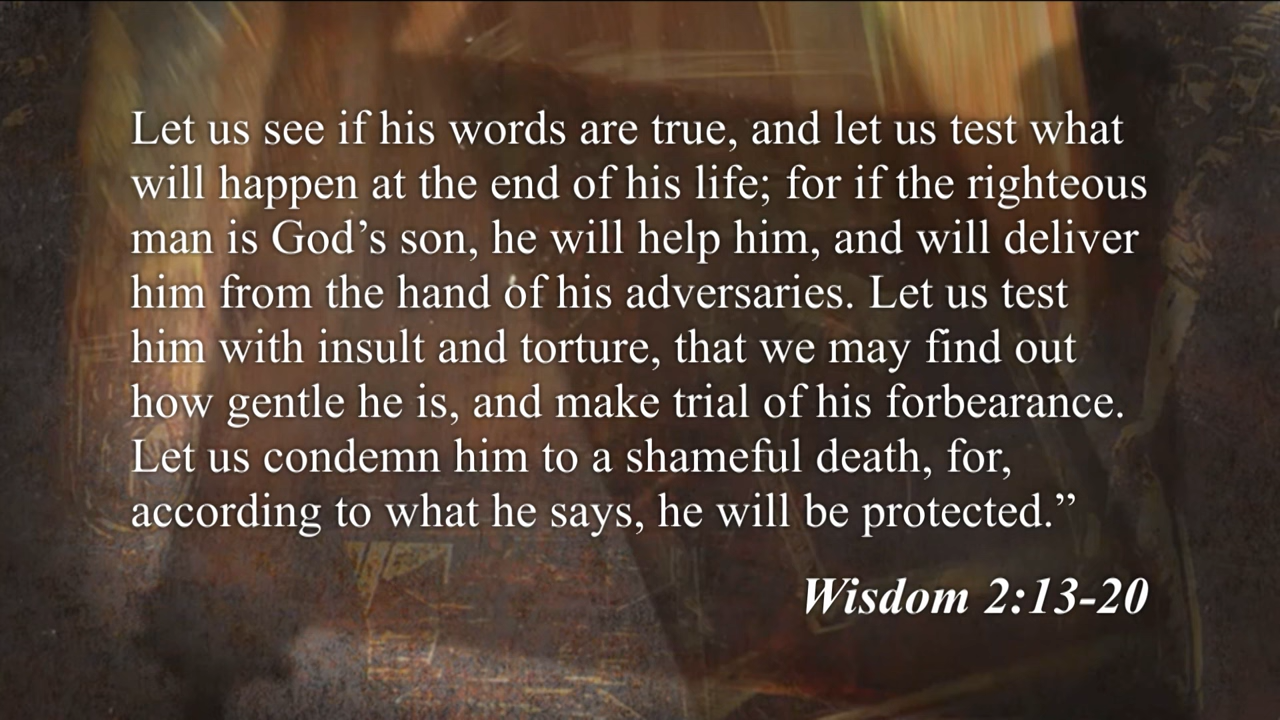 Let us see if his words are true, and let us test what
will happen at the end of his life; for if the righteous
man is God’s son, he will help him, and will deliver
him from the hand of his adversaries. Let us test
him with insult and torture, that we may find out
how gentle he is, and make trial of his forbearance.
Let us condemn him to a shameful death, for,
according to what he says, he will be protected.”
Wisdom 2:13-20